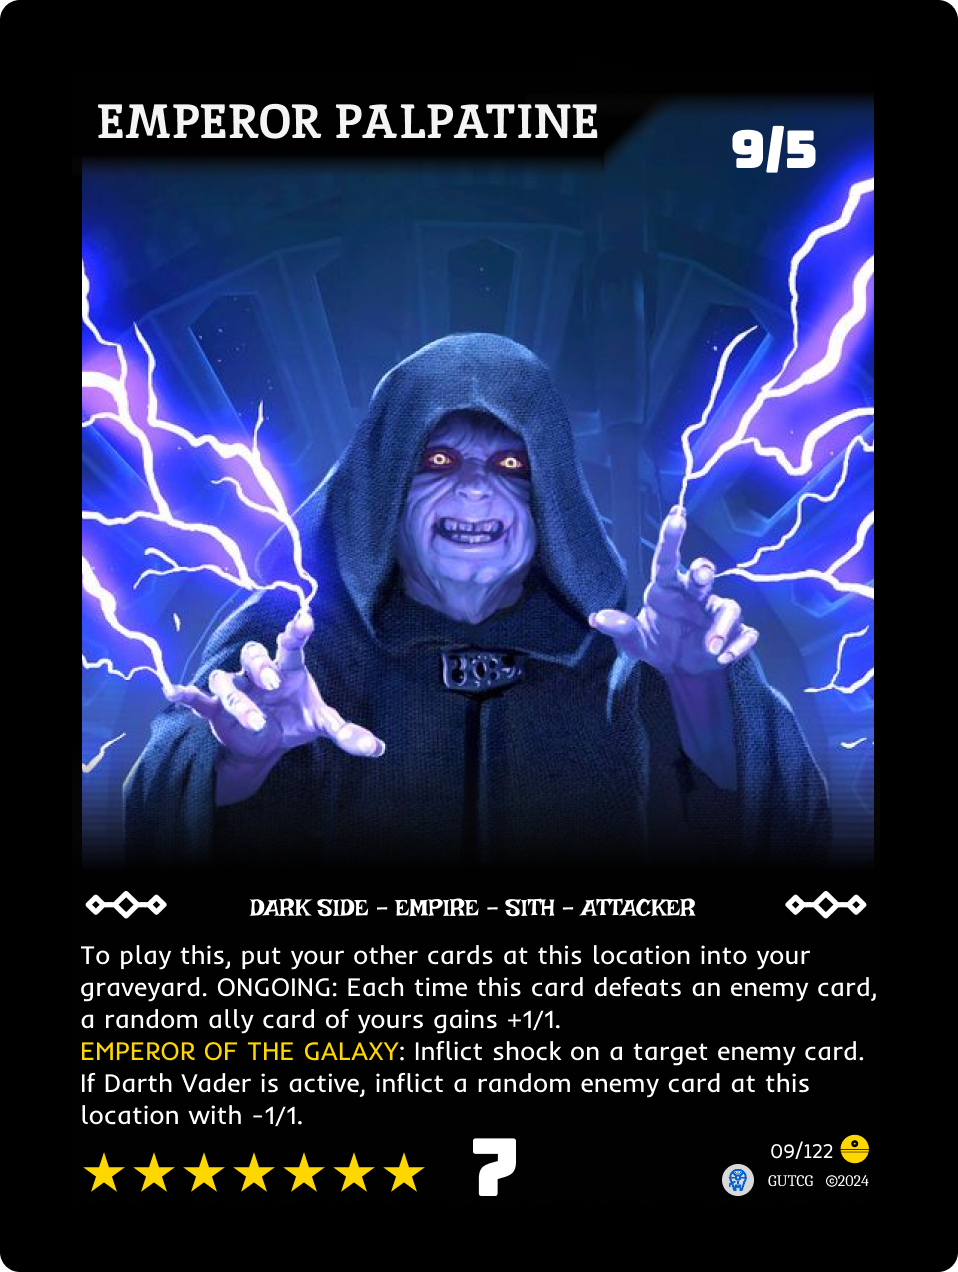 EMPEROR PALPATINE
9/5
DARK SIDE - EMPIRE - SITH - ATTACKER
To play this, put your other cards at this location into your
graveyard. ONGOING: Each time this card defeats an enemy card,
a random ally card of yours gains +1/1.
EMPEROR OF THE GALAXY: Inflict shock on a target enemy card.
If Darth Vader is active, inflict a random enemy card at this
location with -1/1.
7
09/122
GUTCG ©2024